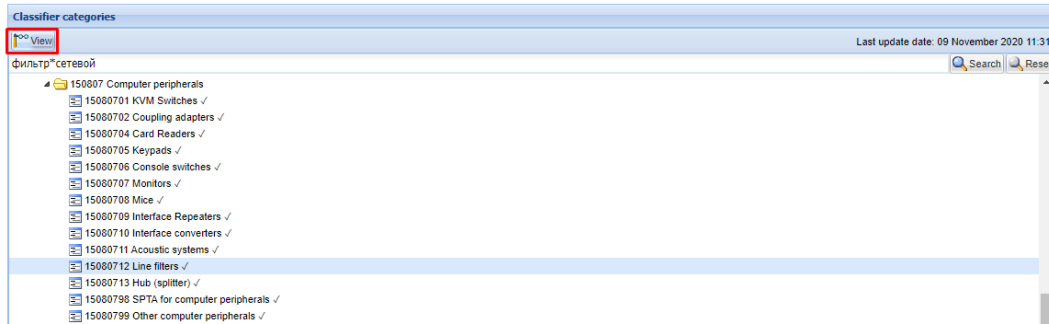 Classifier categories
View
Last update date: 09 November 2020 11:31
фильтр*сетевой
Search
Rese
150807 Computer peripherals
15080701 KVM Switches ✓
15080702 Coupling adapters ✓
15080704 Card Readers ✓
15080705 Keypads ✓
15080706 Console switches ✓
15080707 Monitors ✓
15080708 Mice ✓
15080709 Interface Repeaters ✓
15080710 Interface converters ✓
15080711 Acoustic systems ✓
15080712 Line filters ✓
15080713 Hub (splitter) ✓
15080798 SPTA for computer peripherals ✓
15080799 Other computer peripherals ✓